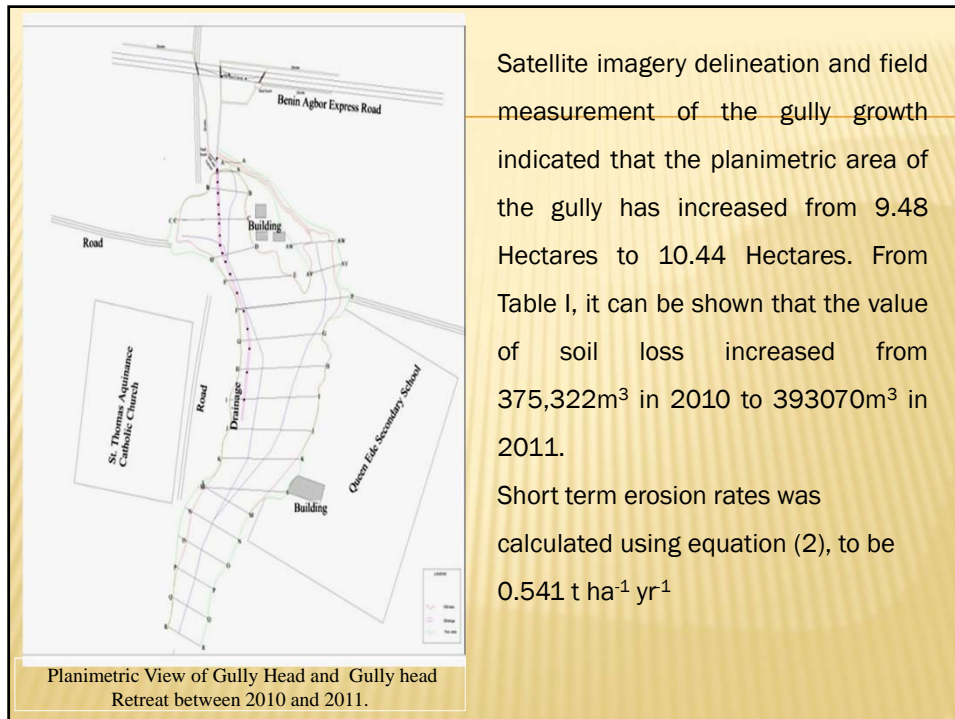 Benin Agbor Express Road
Building
Road
St. Thomas Aquinance
Catholic Church
Road
Drainage
Queen Ede Secondary School
Building
Planimetric View of Gully Head and Gully head
Retreat between 2010 and 2011.
Satellite imagery delineation and field
measurement of the gully growth
indicated that the planimetric area of
the gully has increased from 9.48
Hectares to 10.44 Hectares. From
Table I, it can be shown that the value
of soil loss increased from
375,322m³ in 2010 to 393070m³ in
2011.
Short term erosion rates was
calculated using equation (2), to be
0.541 t ha⁻¹ yr⁻¹